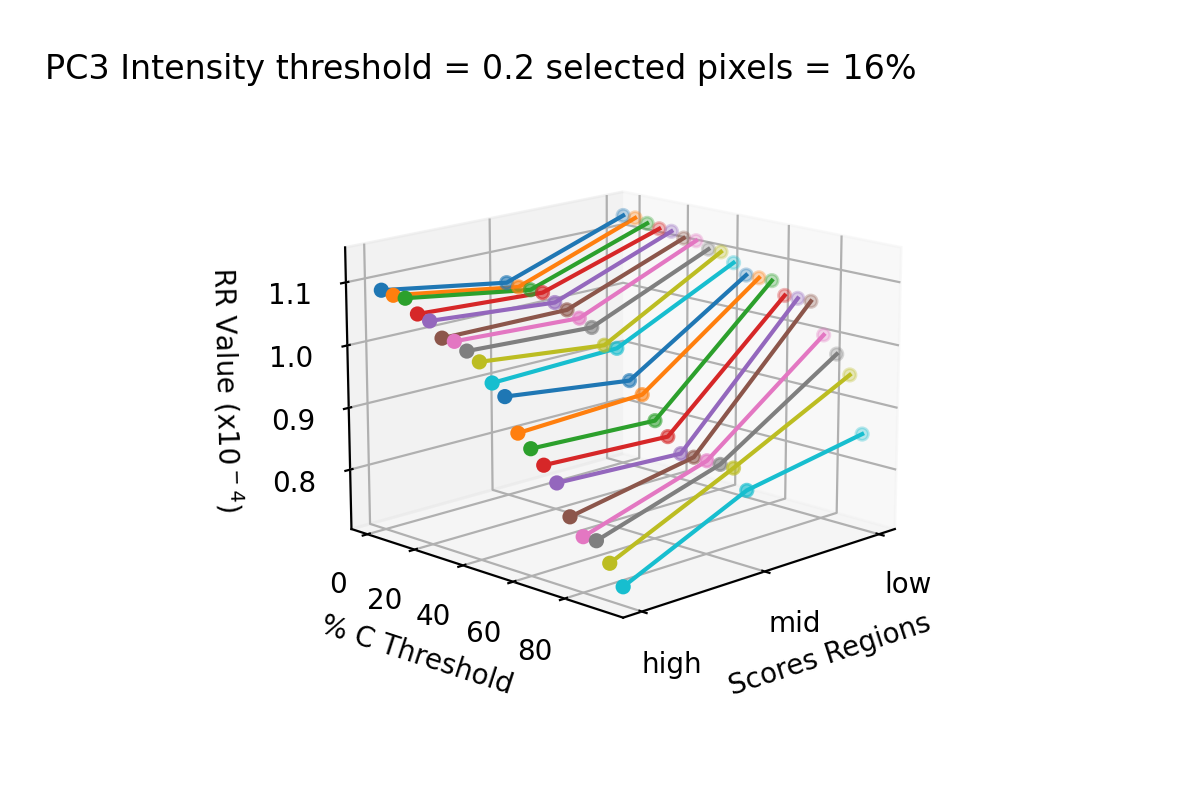 PC3 Intensity threshold = 0.2 selected pixels = 16%
RR Value (x10⁻⁴)
1.1
1.0
0.9
0.8
0
20
40
60
80
% C Threshold
high
mid
low
Scores Regions